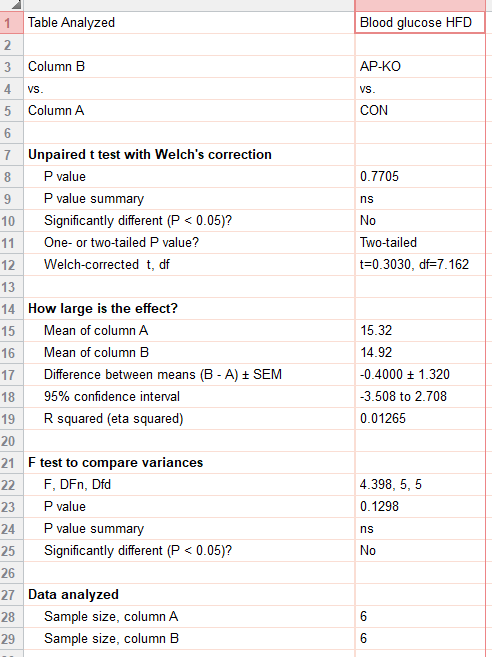 1 Table Analyzed Blood glucose HFD
2
3 Column B AP-KO
4 vs. vs.
5 Column A CON
6
7 Unpaired t test with Welch's correction
8 P value 0.7705
9 P value summary ns
10 Significantly different (P < 0.05)? No
11 One- or two-tailed P value? Two-tailed
12 Welch-corrected t, df t=0.3030, df=7.162
13
14 How large is the effect?
15 Mean of column A 15.32
16 Mean of column B 14.92
17 Difference between means (B - A) ± SEM -0.4000 ± 1.320
18 95% confidence interval -3.508 to 2.708
19 R squared (eta squared) 0.01265
20
21 F test to compare variances
22 F, DFn, Dfd 4.398, 5, 5
23 P value 0.1298
24 P value summary ns
25 Significantly different (P < 0.05)? No
26
27 Data analyzed
28 Sample size, column A 6
29 Sample size, column B 6